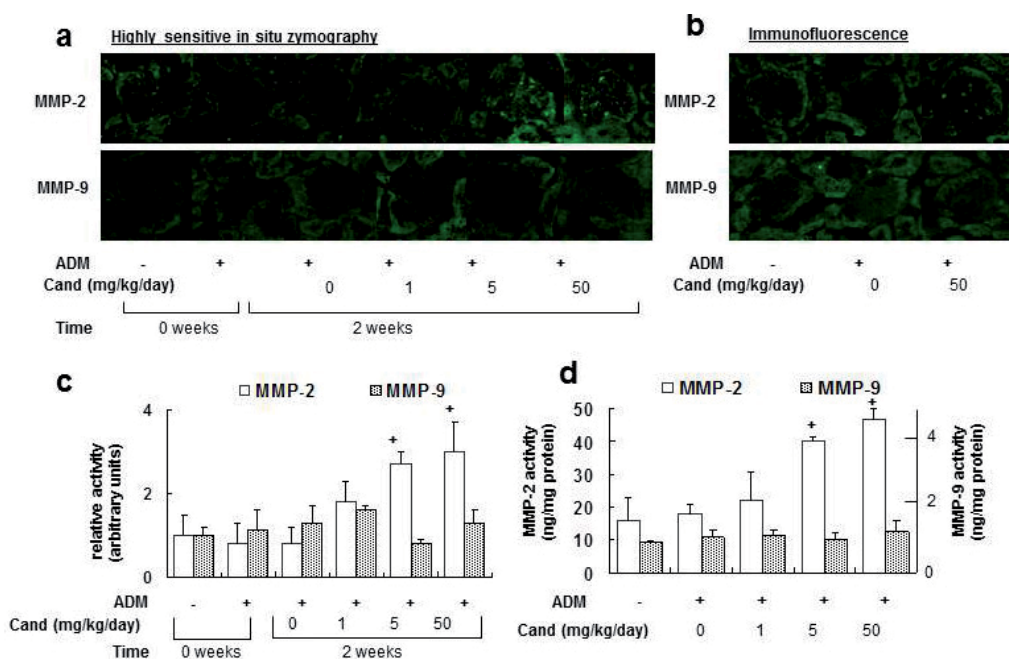 a
Highly sensitive in situ zymography
MMP-2
MMP-9
ADM - + + + + +
Cand (mg/kg/day) 0 1 5 50
Time 0 weeks 2 weeks
b
Immunofluorescence
MMP-2
MMP-9
ADM - + +
Cand (mg/kg/day) 0 50
c
MMP-2 MMP-9
relative activity
(arbitrary units)
4
2
0
+ +
ADM - + + + + +
Cand (mg/kg/day) 0 1 5 50
Time 0 weeks 2 weeks
d
MMP-2 MMP-9
MMP-2 activity
(ng/mg protein)
50
40
30
20
10
0
+ +
4
2
0
MMP-9 activity
(ng/mg protein)
ADM - + + + +
Cand (mg/kg/day) 0 1 5 50